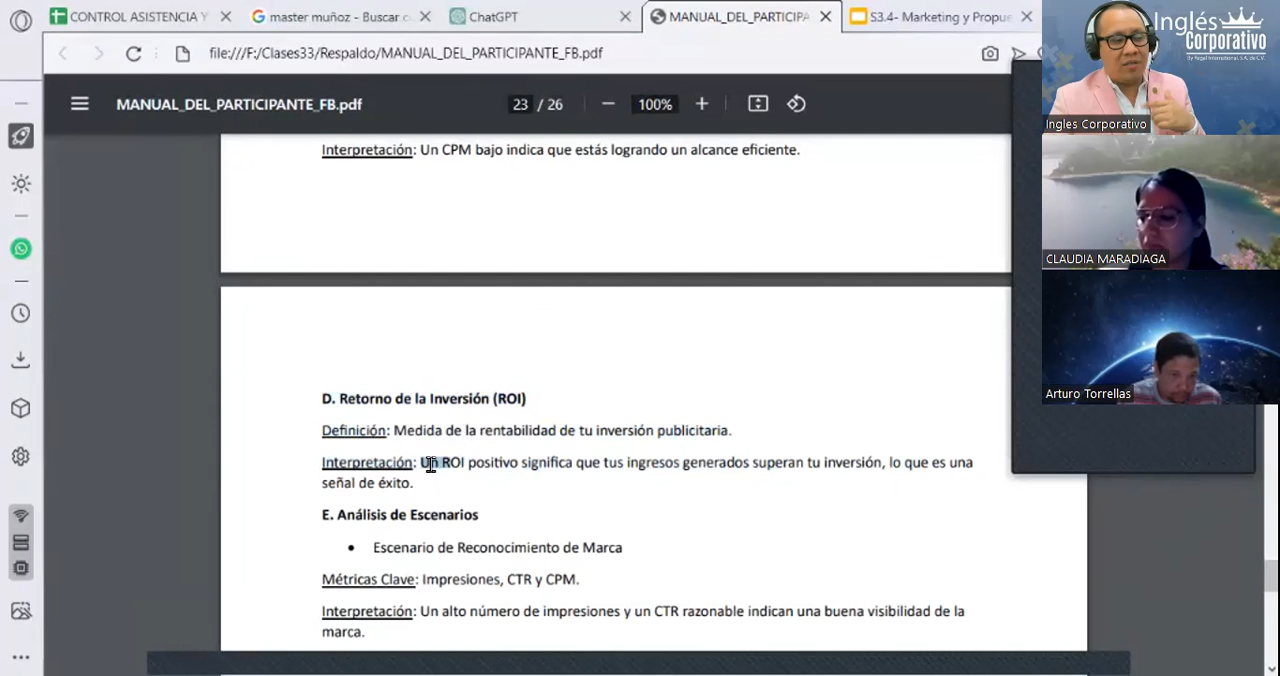 CONTROL ASISTENCIA Y
master muñoz - Buscar c
ChatGPT
MANUAL_DEL_PARTICIPA
S3.4- Marketing y Propue
file:///F:/Clases33/Respaldo/MANUAL_DEL_PARTICIPANTE_FB.pdf
MANUAL_DEL_PARTICIPANTE_FB.pdf
23 / 26
100%
Interpretación: Un CPM bajo indica que estás logrando un alcance eficiente.
D. Retorno de la Inversión (ROI)
Definición: Medida de la rentabilidad de tu inversión publicitaria.
Interpretación: Un ROI positivo significa que tus ingresos generados superan tu inversión, lo que es una
señal de éxito.
E. Análisis de Escenarios
• Escenario de Reconocimiento de Marca
Métricas Clave: Impresiones, CTR y CPM.
Interpretación: Un alto número de impresiones y un CTR razonable indican una buena visibilidad de la
marca.
Inglés
Corporativo
By Regal International, S.A. de C.V.
Ingles Corporativo
CLAUDIA MARADIAGA
Arturo Torrellas